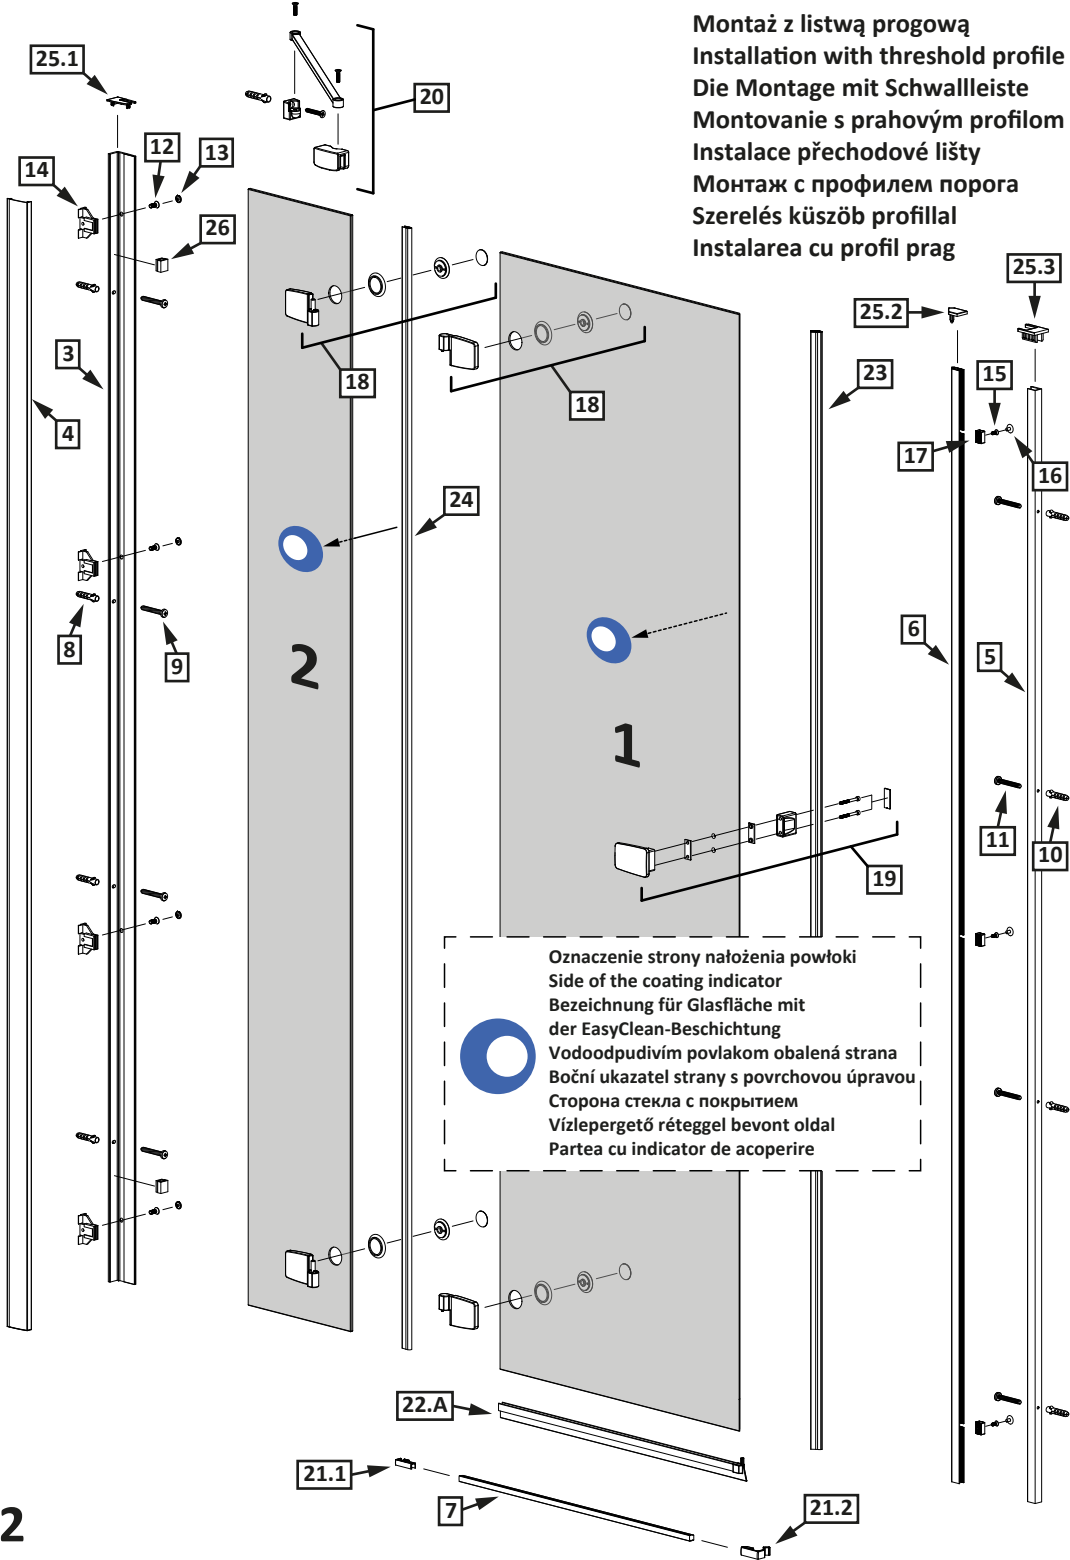 Montaż z listwą progową
Installation with threshold profile
Die Montage mit Schwallleiste
Montovanie s prahovým profilom
Instalace přechodové lišty
Монтаж с профилем порога
Szerelés küszöb profillal
Instalarea cu profil prag
25.1
20
12
13
14
26
25.3
25.2
3
18
18
23
15
4
17
16
24
8
9
2
6
5
1
11
10
19
Oznaczenie strony nałożenia powłoki
Side of the coating indicator
Bezeichnung für Glasfläche mit
der EasyClean-Beschichtung
Vodoodpudivím povlakom obalená strana
Boční ukazatel strany s povrchovou úpravou
Сторона стекла с покрытием
Vízlepergető réteggel bevont oldal
Partea cu indicator de acoperire
22.A
21.1
7
21.2
2